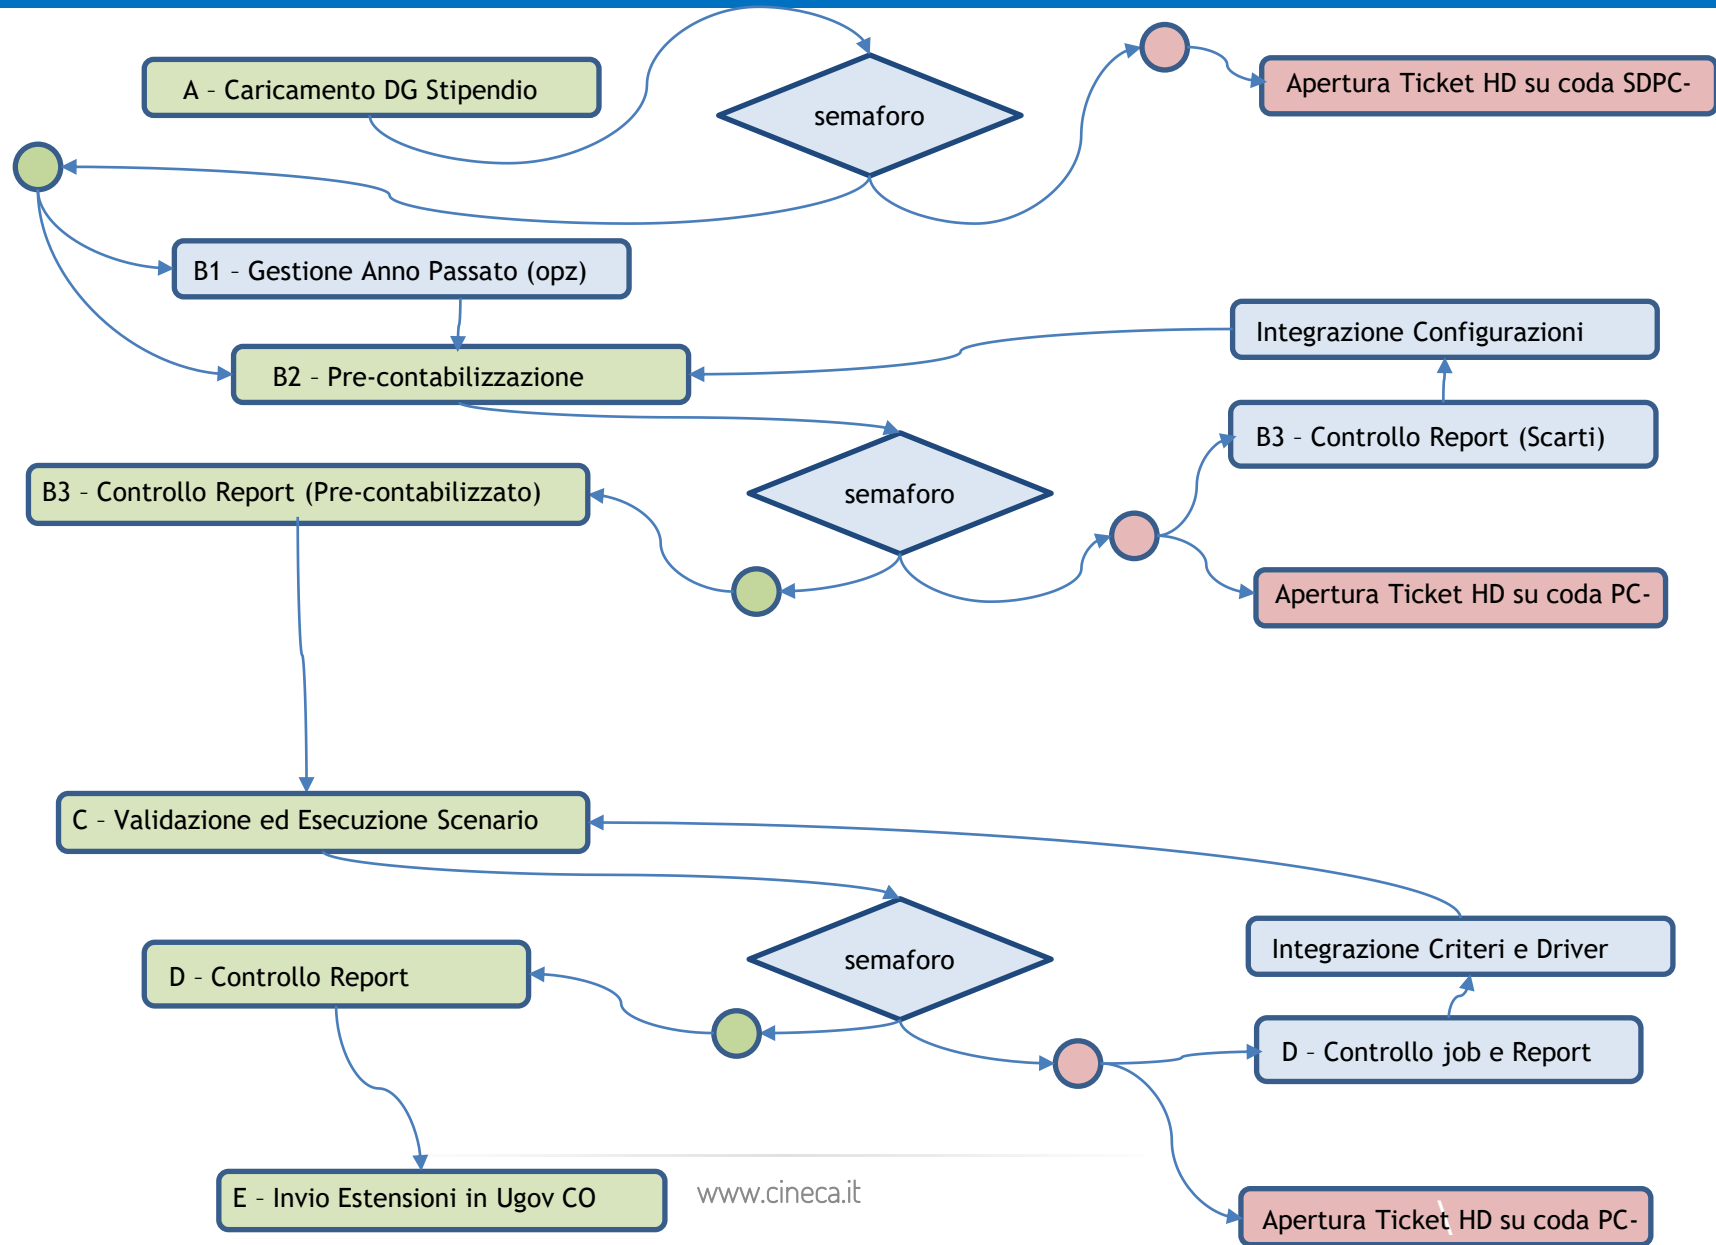 A – Caricamento DG Stipendio
semaforo
Apertura Ticket HD su coda SDPC-
B1 – Gestione Anno Passato (opz)
Integrazione Configurazioni
B2 – Pre-contabilizzazione
B3 – Controllo Report (Scarti)
B3 – Controllo Report (Pre-contabilizzato)
semaforo
Apertura Ticket HD su coda PC-
C – Validazione ed Esecuzione Scenario
semaforo
Integrazione Criteri e Driver
D – Controllo Report
D – Controllo job e Report
E – Invio Estensioni in Ugov CO
www.cineca.it
Apertura Ticket HD su coda PC-